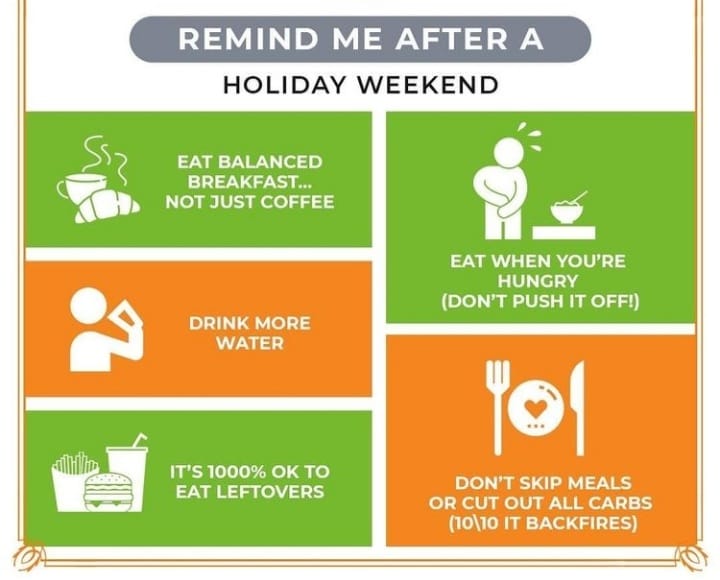 REMIND ME AFTER A
HOLIDAY WEEKEND
EAT BALANCED
BREAKFAST...
NOT JUST COFFEE
DRINK MORE
WATER
IT'S 1000% OK TO
EAT LEFTOVERS
EAT WHEN YOU'RE
HUNGRY
(DON'T PUSH IT OFF!)
DON'T SKIP MEALS
OR CUT OUT ALL CARBS
(10\10 IT BACKFIRES)